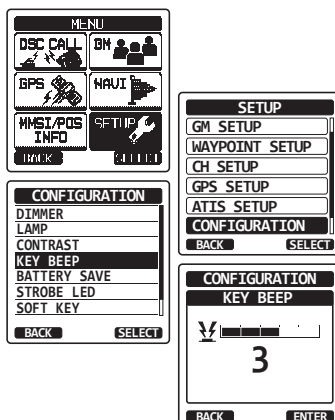 MENU
DSC CALL
GM
GPS
NAVI
MMSI/POS
INFO
SETUP
BACK
SELECT
SETUP
GM SETUP
WAYPOINT SETUP
CH SETUP
GPS SETUP
ATIS SETUP
CONFIGURATION
BACK
SELECT
CONFIGURATION
DIMMER
LAMP
CONTRAST
KEY BEEP
BATTERY SAVE
STROBE LED
SOFT KEY
BACK
SELECT
CONFIGURATION
KEY BEEP
3
BACK
ENTER